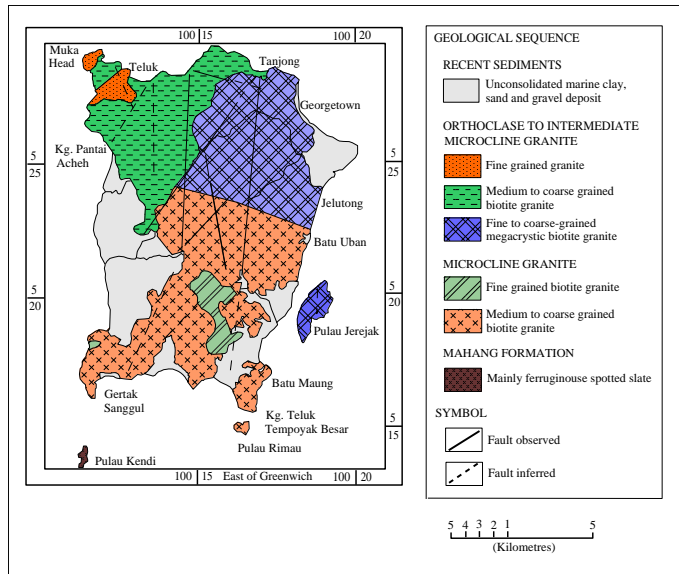 100 15
100 20
Muka
Head
Teluk
Tanjong
Georgetown
Kg. Pantai
Acheh
5
25
5
25
Jelutong
Batu Uban
5
20
5
20
Pulau Jerejak
Gertak
Sanggul
Batu Maung
Kg. Teluk
Tempoyak Besar
5
15
Pulau Rimau
Pulau Kendi
100 15
East of Greenwich
100 20
GEOLOGICAL SEQUENCE
RECENT SEDIMENTS
Unconsolidated marine clay,
sand and gravel deposit
ORTHOCLASE TO INTERMEDIATE
MICROCLINE GRANITE
Fine grained granite
Medium to coarse grained
biotite granite
Fine to coarse-grained
megacrystic biotite granite
MICROCLINE GRANITE
Fine grained biotite granite
Medium to coarse grained
biotite granite
MAHANG FORMATION
Mainly ferruginouse spotted slate
SYMBOL
Fault observed
Fault inferred
5 4 3 2 1 5
(Kilometres)